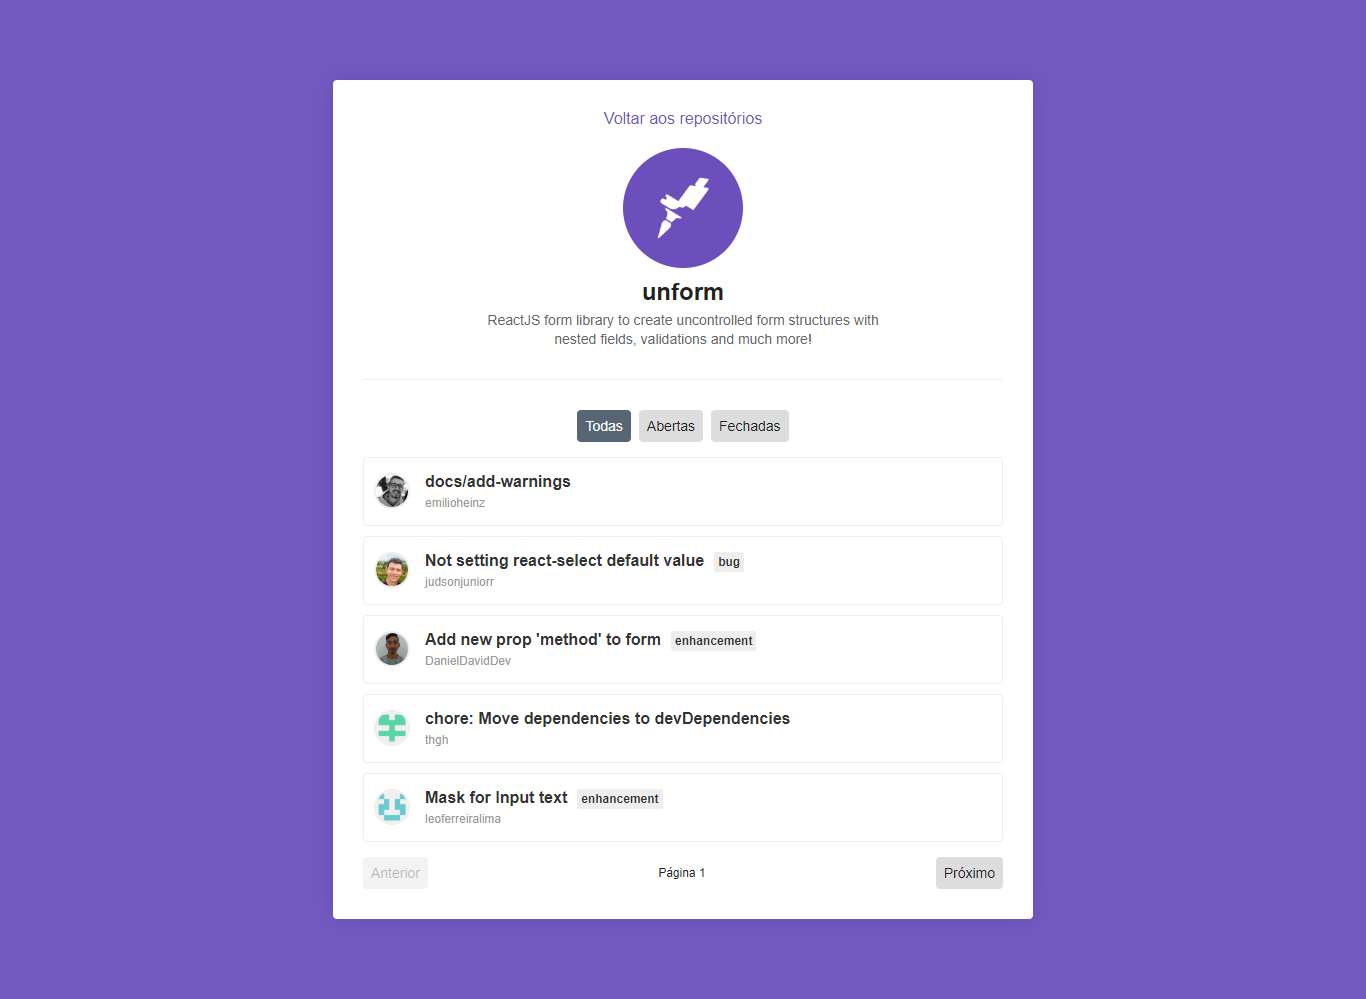 Voltar aos repositórios
unform
ReactJS form library to create uncontrolled form structures with
nested fields, validations and much more!
Todas Abertas Fechadas
docs/add-warnings
emilioheinz
Not setting react-select default value bug
judsonjuniorr
Add new prop 'method' to form enhancement
DanielDavidDev
chore: Move dependencies to devDependencies
thgh
Mask for Input text enhancement
leoferreiralima
Anterior Página 1 Próximo